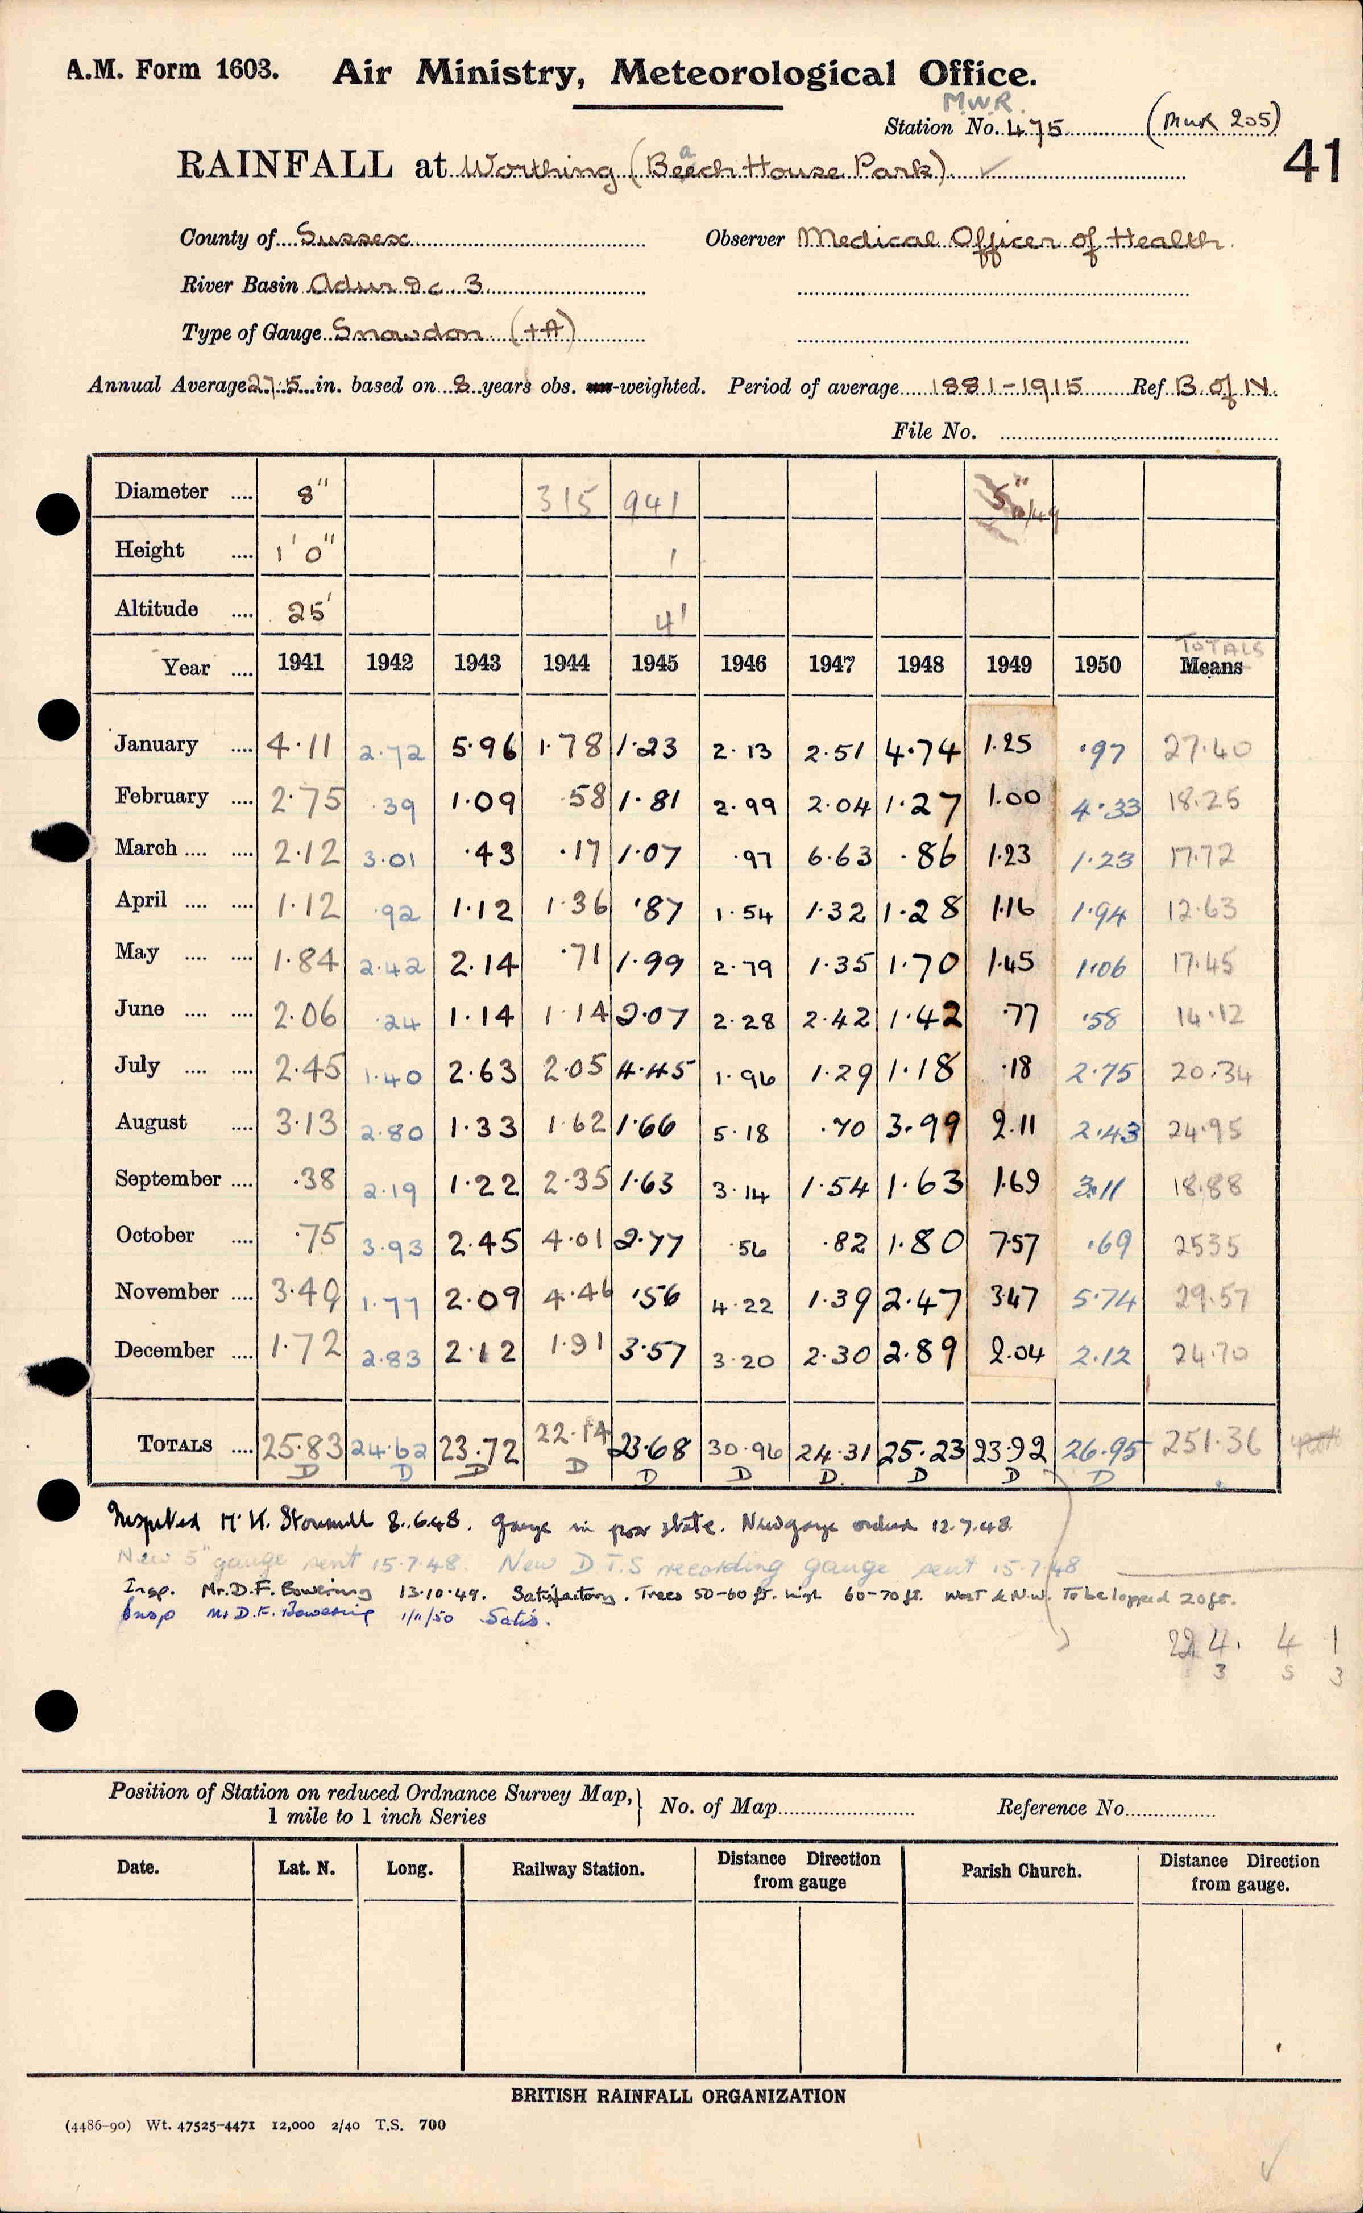 A.M. Form 1603. Air Ministry, Meteorological Office.
M.W.R.
Station No. 475 (MWR 205)
41
RAINFALL at Worthing (Beach House Park)
County of Sussex Observer Medical Officer of Health.
River Basin Adur &c 3
Type of Gauge Snowdon (+A)
Annual Average 27.5 in. based on 8 years obs. -weighted. Period of average 1881-1915 Ref B of N.
File No.
Diameter 8" 315 941 5"
Height 1' 0" 1
Altitude 25' 4'
TOTALS
Year 1941 1942 1943 1944 1945 1946 1947 1948 1949 1950 Means
January 4.11 2.72 5.96 1.78 1.23 2.13 2.51 4.74 1.25 .97 27.40
February 2.75 .39 1.09 .58 1.81 2.99 2.04 1.27 1.00 4.33 18.25
March 2.12 3.01 .43 .17 1.07 .97 6.63 .86 1.23 1.23 17.72
April 1.12 .92 1.12 1.36 .87 1.54 1.32 1.28 1.16 1.94 12.63
May 1.84 2.42 2.14 .71 1.99 2.79 1.35 1.70 1.45 1.06 17.45
June 2.06 .24 1.14 1.14 2.07 2.28 2.42 1.42 .77 .58 14.12
July 2.45 1.40 2.63 2.05 4.45 1.96 1.29 1.18 .18 2.75 20.34
August 3.13 2.80 1.33 1.62 1.66 5.18 .70 3.99 2.11 2.43 24.95
September .38 2.19 1.22 2.35 1.63 3.14 1.54 1.63 1.69 3.11 18.88
October .75 3.93 2.45 4.01 2.77 .56 .82 1.80 7.57 .69 2535
November 3.40 1.77 2.09 4.46 .56 4.22 1.39 2.47 3.47 5.74 29.57
December 1.72 2.83 2.12 1.91 3.57 3.20 2.30 2.89 2.04 2.12 24.70
TOTALS 25.83 24.62 23.72 22.14 23.68 30.96 24.31 25.23 23.92 26.95 251.36
D D D D D D D D D D
Inspected 8.6.48. gauge in poor state. New gauge ordered 12.7.48
New 5" gauge sent 15.7.48. New D.T.S recording gauge sent 15.7.48
Insp. Mr. D.F. Bowering 13.10.49. Satisfactory. Trees 50-60 ft. high 60-70 ft. West & N.W. To be lopped 20ft.
Insp Mr D.F. Bowering 1/11/50 Satis.
224. 4 1
3 5 3
Position of Station on reduced Ordnance Survey Map, 1 mile to 1 inch Series } No. of Map Reference No.
Date. Lat. N. Long. Railway Station. Distance Direction from gauge Parish Church. Distance Direction from gauge.
BRITISH RAINFALL ORGANIZATION
(4486-90) Wt. 47525-4471 12,000 2/40 T.S. 700